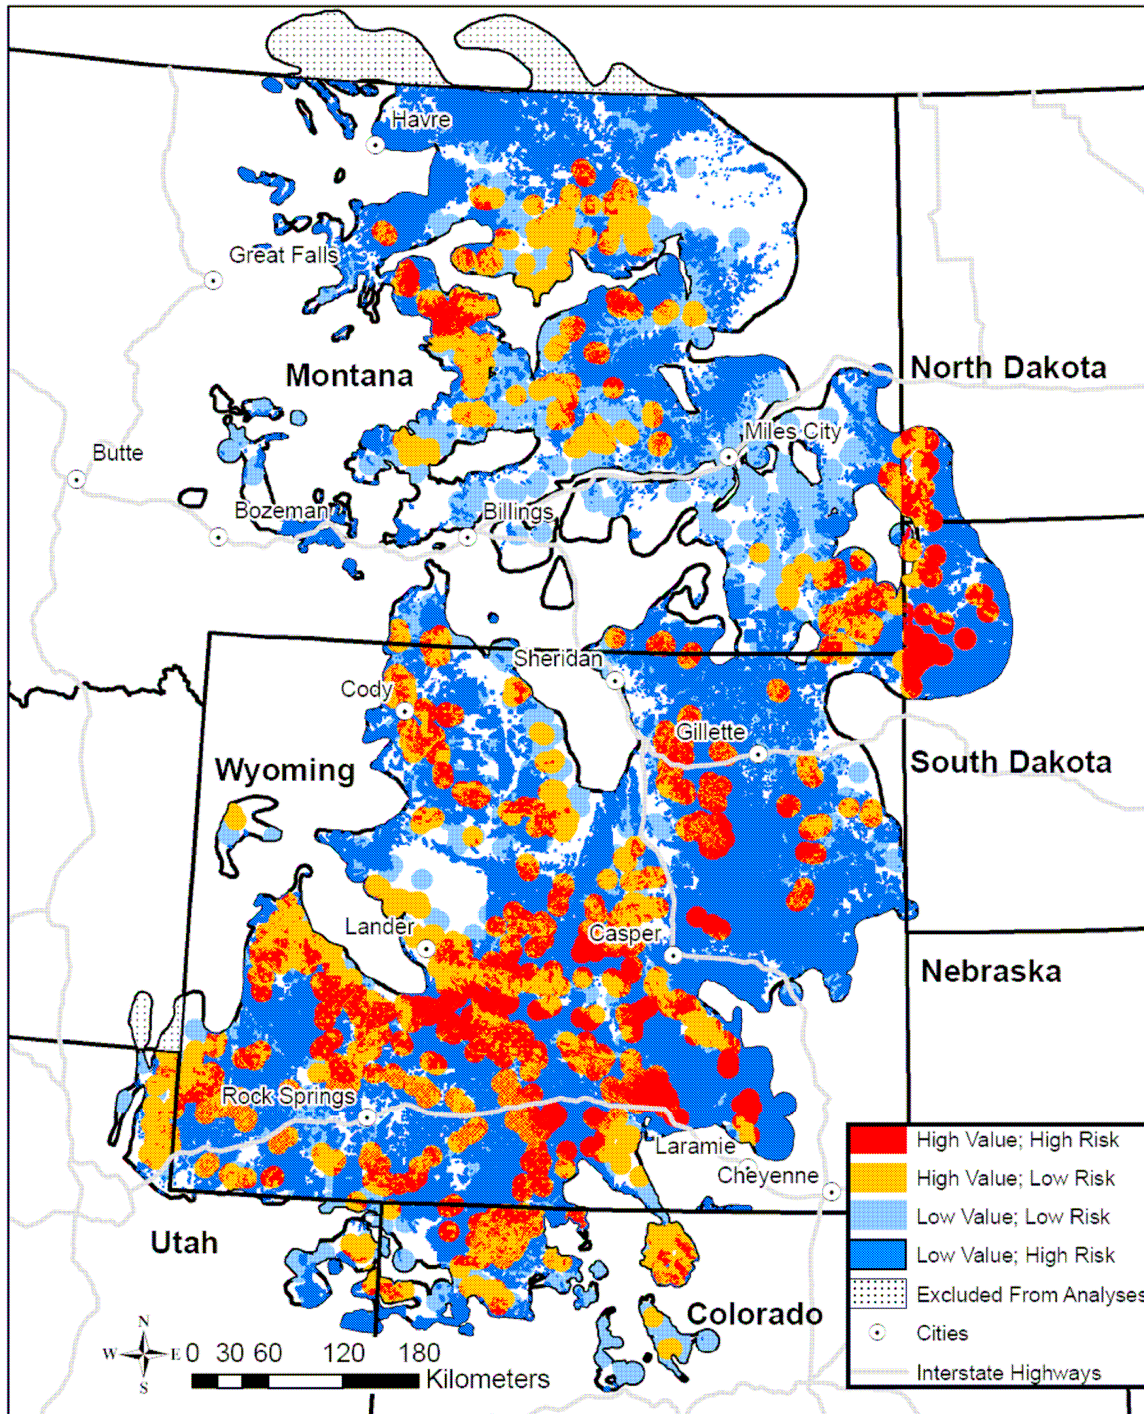 Havre
Great Falls
Montana
North Dakota
Butte
Miles City
Bozeman
Billings
Sheridan
Cody
Gillette
Wyoming
South Dakota
Lander
Casper
Nebraska
Rock Springs
Laramie
Cheyenne
Utah
Colorado
High Value; High Risk
High Value; Low Risk
Low Value; Low Risk
Low Value; High Risk
Excluded From Analyses
Cities
Interstate Highways
N
W E
S
0 30 60 120 180
Kilometers